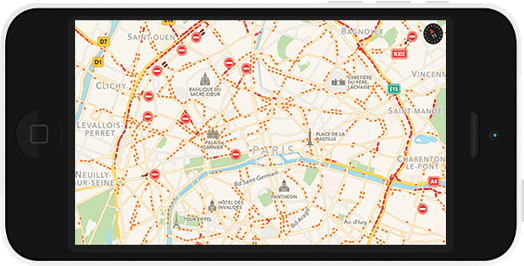 SAINT-OUEN
BAGNOLET
N302
D7
D1
CLICHY
VINCENN
BASILIQUE DU
SACRÉ-CŒUR
CIMETIÈRE
DU PÈRE-
LACHAISE
E15
LEVALLOIS-
PERRET
SAINT-MANDÉ
PALAIS
GARNIER
PLACE DE LA
BASTILLE
PARIS
CHARENTON-
LE-PONT
NEUILLY-
SUR-SEINE
Bd Saint-Germain
A4
PANTHÉON
HÔTEL DES
INVALIDES
TOUR EIFFEL
Bd Arago
Av. d'Ivry